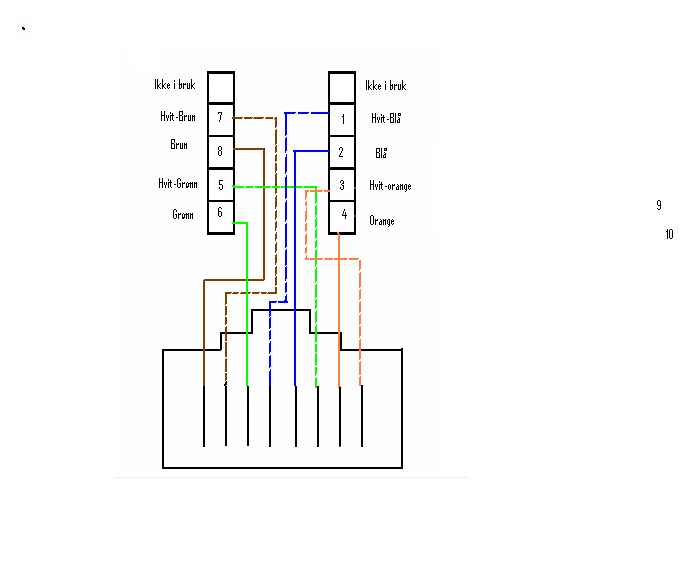 Ikke i bruk
Ikke i bruk
Hvit-Brun
7
1
Hvit-Blå
Brun
8
2
Blå
Hvit-Grønn
5
3
Hvit-orange
Grønn
6
4
Orange
9
10